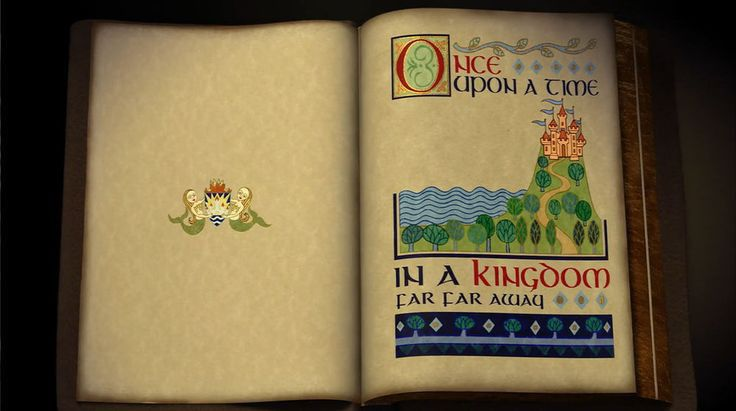 Once
upon a time
in a kingdom
far far away